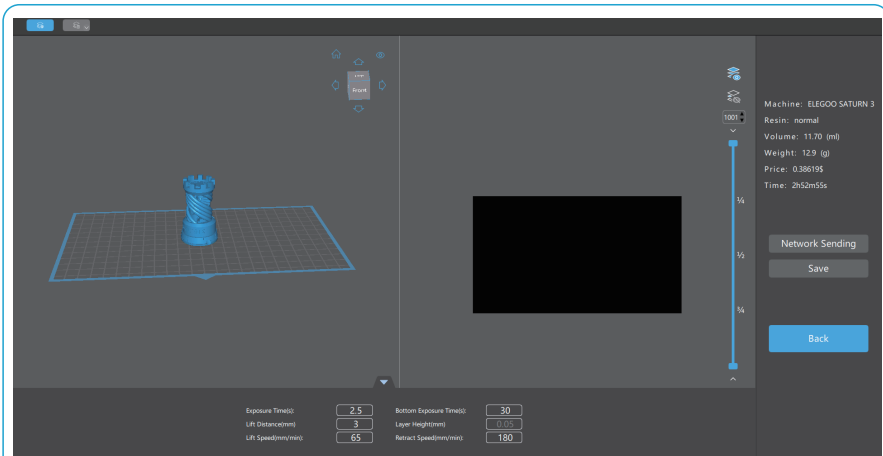 Front
1001
¼
½
¾
Machine: ELEGOO SATURN 3
Resin: normal
Volume: 11.70 (ml)
Weight: 12.9 (g)
Price: 0.38619$
Time: 2h52m55s
Network Sending
Save
Back
Exposure Time(s): 2.5 Bottom Exposure Time(s): 30
Lift Distance(mm) 3 Layer Height(mm) 0.05
Lift Speed(mm/min): 65 Retract Speed(mm/min): 180